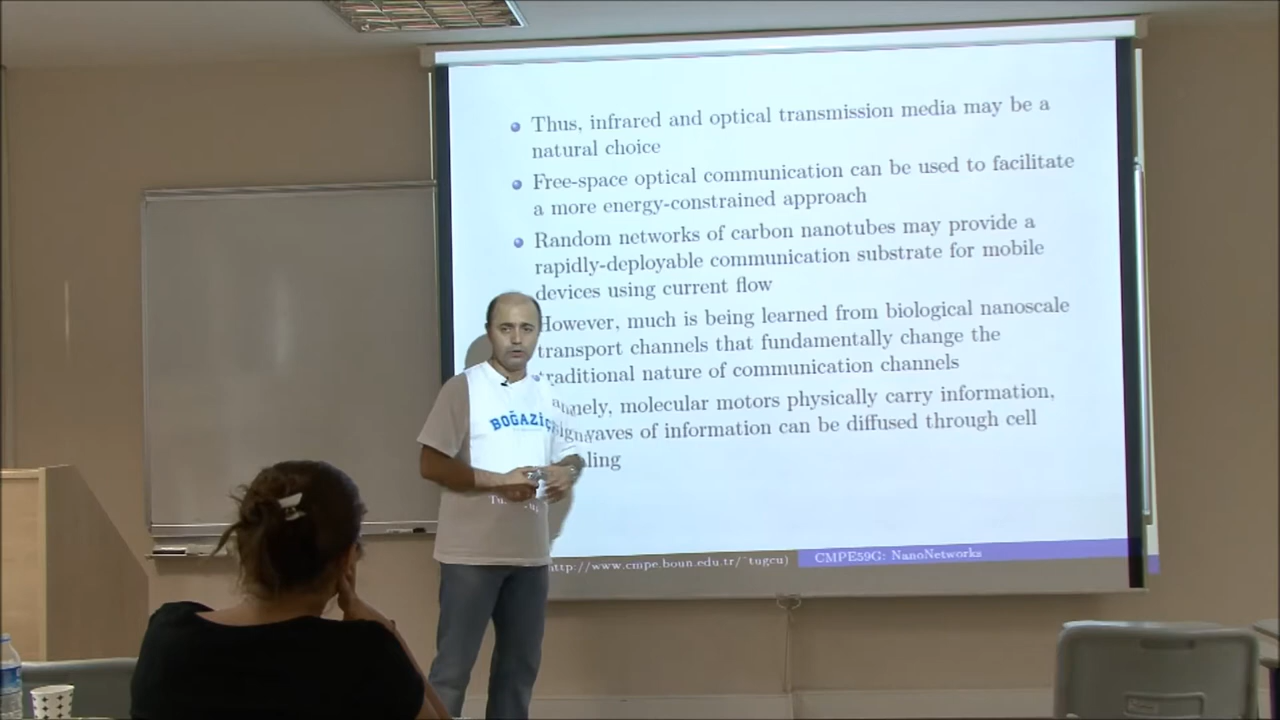 Thus, infrared and optical transmission media may be a
natural choice
Free-space optical communication can be used to facilitate
a more energy-constrained approach
Random networks of carbon nanotubes may provide a
rapidly-deployable communication substrate for mobile
devices using current flow
However, much is being learned from biological nanoscale
transport channels that fundamentally change the
traditional nature of communication channels
molecular motors physically carry information,
waves of information can be diffused through cell
BOĞAZİÇ
http://www.cmpe.boun.edu.tr/~tugcu)
CMPE59G: NanoNetworks